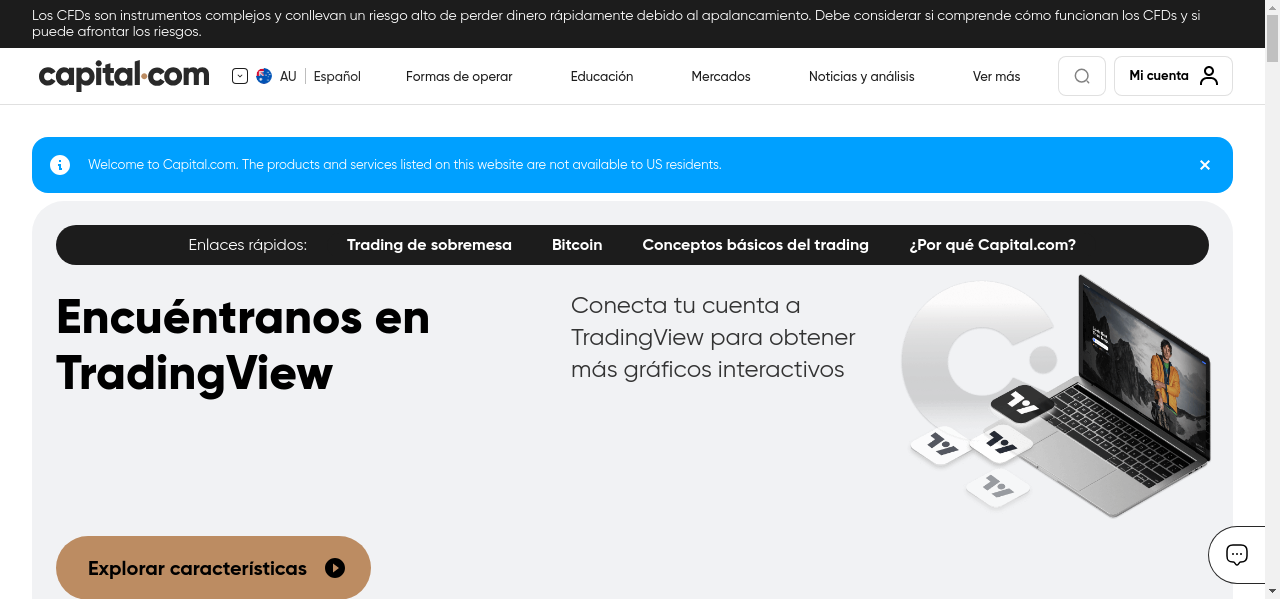 Los CFDs son instrumentos complejos y conllevan un riesgo alto de perder dinero rápidamente debido al apalancamiento. Debe considerar si comprende cómo funcionan los CFDs y si
puede afrontar los riesgos.
capital.com
AU
Español
Formas de operar
Educación
Mercados
Noticias y análisis
Ver más
Mi cuenta
Welcome to Capital.com. The products and services listed on this website are not available to US residents.
Enlaces rápidos:
Trading de sobremesa
Bitcoin
Conceptos básicos del trading
¿Por qué Capital.com?
Encuéntranos en
TradingView
Conecta tu cuenta a
TradingView para obtener
más gráficos interactivos
Explorar características